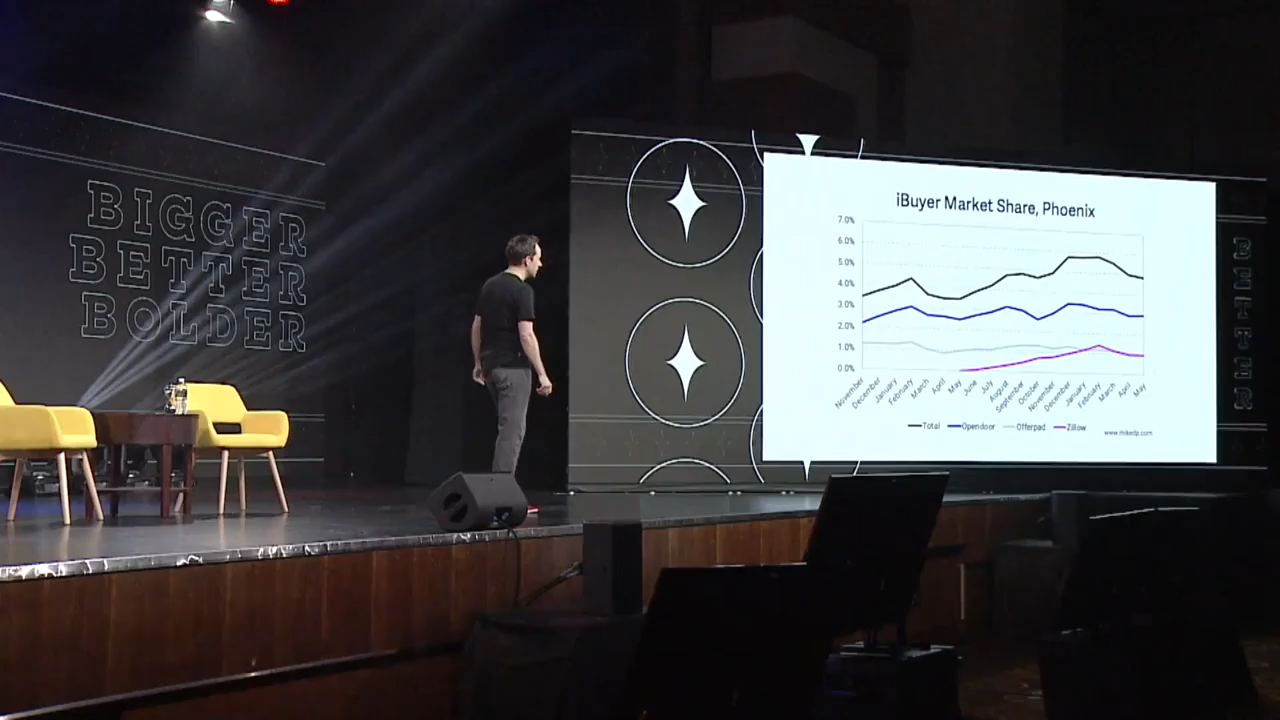 BIGGER
BETTER
BOLDER
iBuyer Market Share, Phoenix
7.0%
6.0%
5.0%
4.0%
3.0%
2.0%
1.0%
0.0%
November
December
January
February
March
April
May
June
July
August
September
October
November
December
January
February
March
April
May
Total
Opendoor
Offerpad
Zillow
www.mikedp.com
BETTER